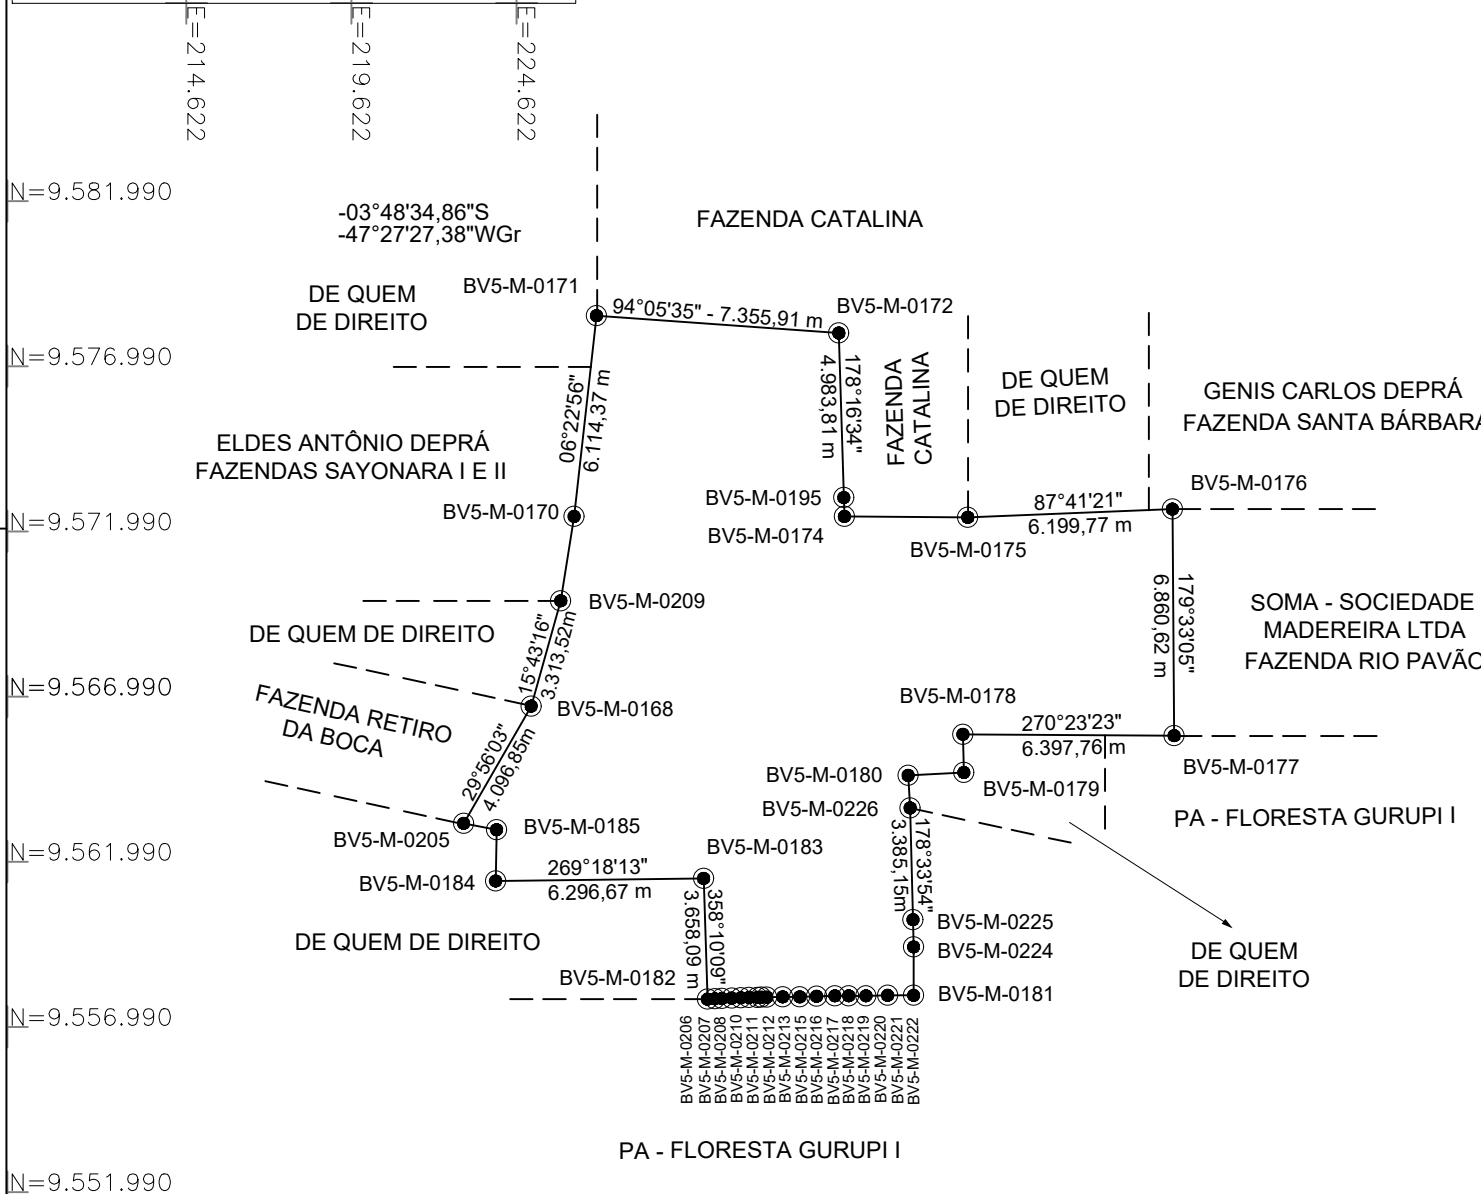 E=214.622
E=219.622
E=224.622
N=9.581.990
-03°48'34,86"S
-47°27'27,38"WGr
FAZENDA CATALINA
BV5-M-0171
DE QUEM
DE DIREITO
94°05'35" - 7.355,91 m
BV5-M-0172
N=9.576.990
06°22'56"
6.114,37 m
178°16'34"
4.983,81 m
FAZENDA
CATALINA
DE QUEM
DE DIREITO
GENIS CARLOS DEPRÁ
FAZENDA SANTA BÁRBARA
ELDES ANTÔNIO DEPRÁ
FAZENDAS SAYONARA I E II
BV5-M-0176
BV5-M-0195
87°41'21"
6.199,77 m
BV5-M-0170
N=9.571.990
BV5-M-0174
BV5-M-0175
179°33'05"
6.860,62 m
BV5-M-0209
SOMA - SOCIEDADE
MADEREIRA LTDA
FAZENDA RIO PAVÃO
DE QUEM DE DIREITO
15°43'16"
3.313,52m
N=9.566.990
FAZENDA RETIRO
DA BOCA
BV5-M-0168
BV5-M-0178
270°23'23"
6.397,76 m
29°56'03"
4.096,85m
BV5-M-0180
BV5-M-0177
BV5-M-0179
BV5-M-0226
PA - FLORESTA GURUPI I
BV5-M-0185
BV5-M-0205
BV5-M-0183
178°33'54"
3.385,15m
N=9.561.990
269°18'13"
6.296,67 m
BV5-M-0184
358°10'09"
3.658,09 m
BV5-M-0225
DE QUEM DE DIREITO
BV5-M-0224
DE QUEM
DE DIREITO
BV5-M-0182
BV5-M-0181
N=9.556.990
BV5-M-0206
BV5-M-0207
BV5-M-0208
BV5-M-0210
BV5-M-0211
BV5-M-0212
BV5-M-0213
BV5-M-0215
BV5-M-0216
BV5-M-0217
BV5-M-0218
BV5-M-0219
BV5-M-0220
BV5-M-0221
BV5-M-0222
PA - FLORESTA GURUPI I
N=9.551.990